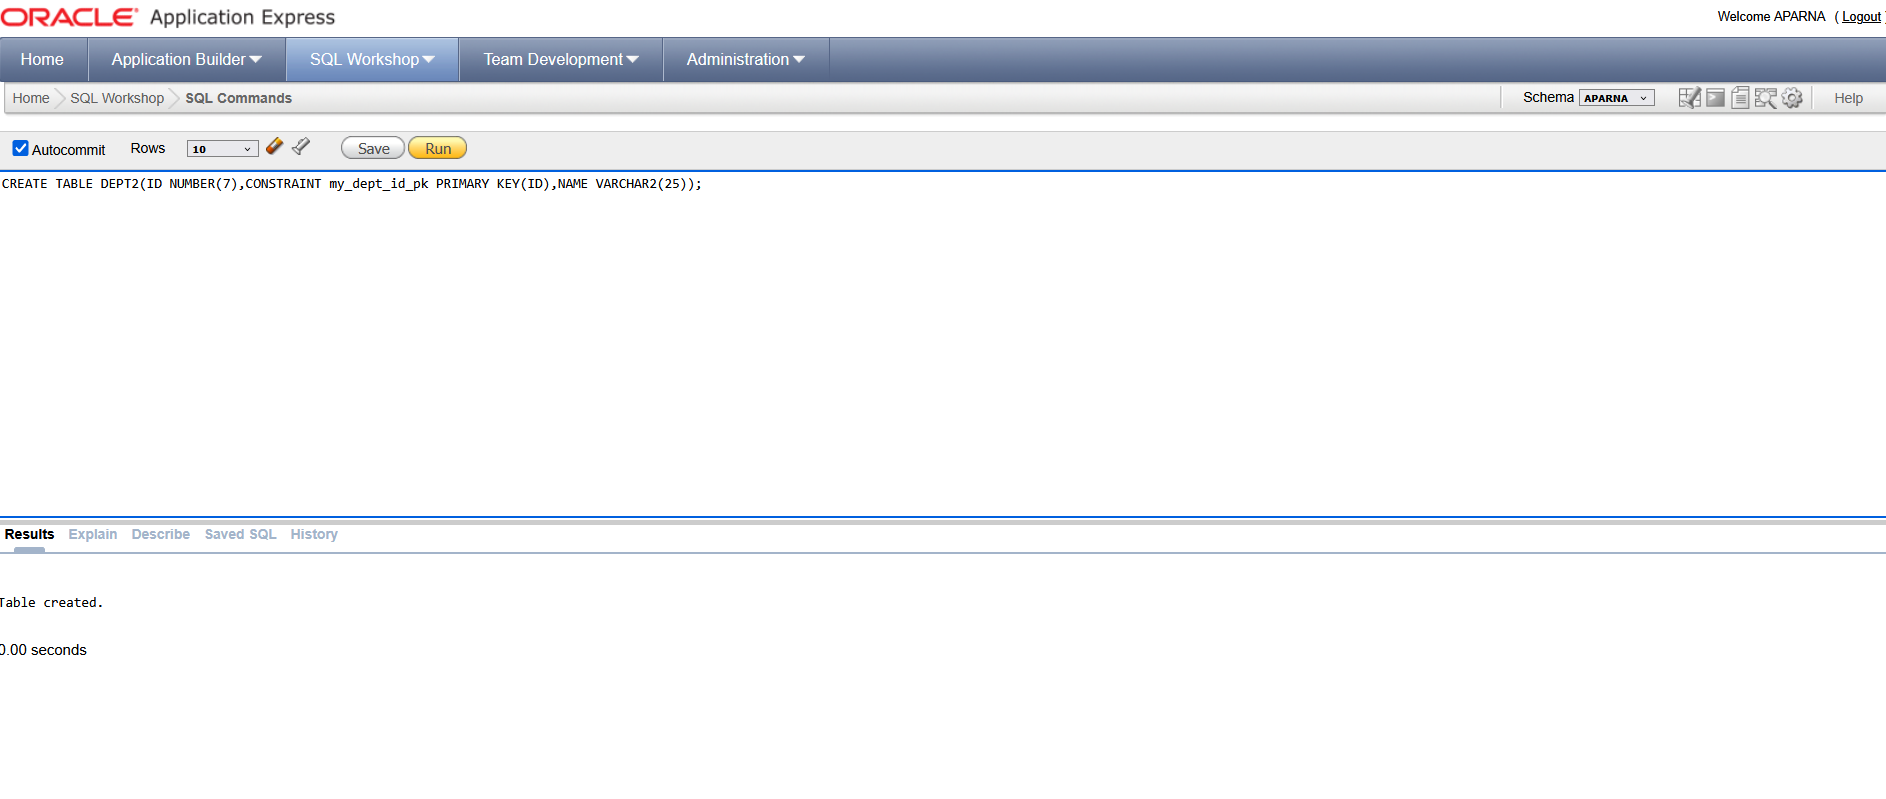 ORACLE Application Express
Welcome APARNA ( Logout )
Home Application Builder SQL Workshop Team Development Administration
Home SQL Workshop SQL Commands Schema APARNA Help
Autocommit Rows 10 Save Run
CREATE TABLE DEPT2(ID NUMBER(7),CONSTRAINT my_dept_id_pk PRIMARY KEY(ID),NAME VARCHAR2(25));
Results Explain Describe Saved SQL History
Table created.
0.00 seconds